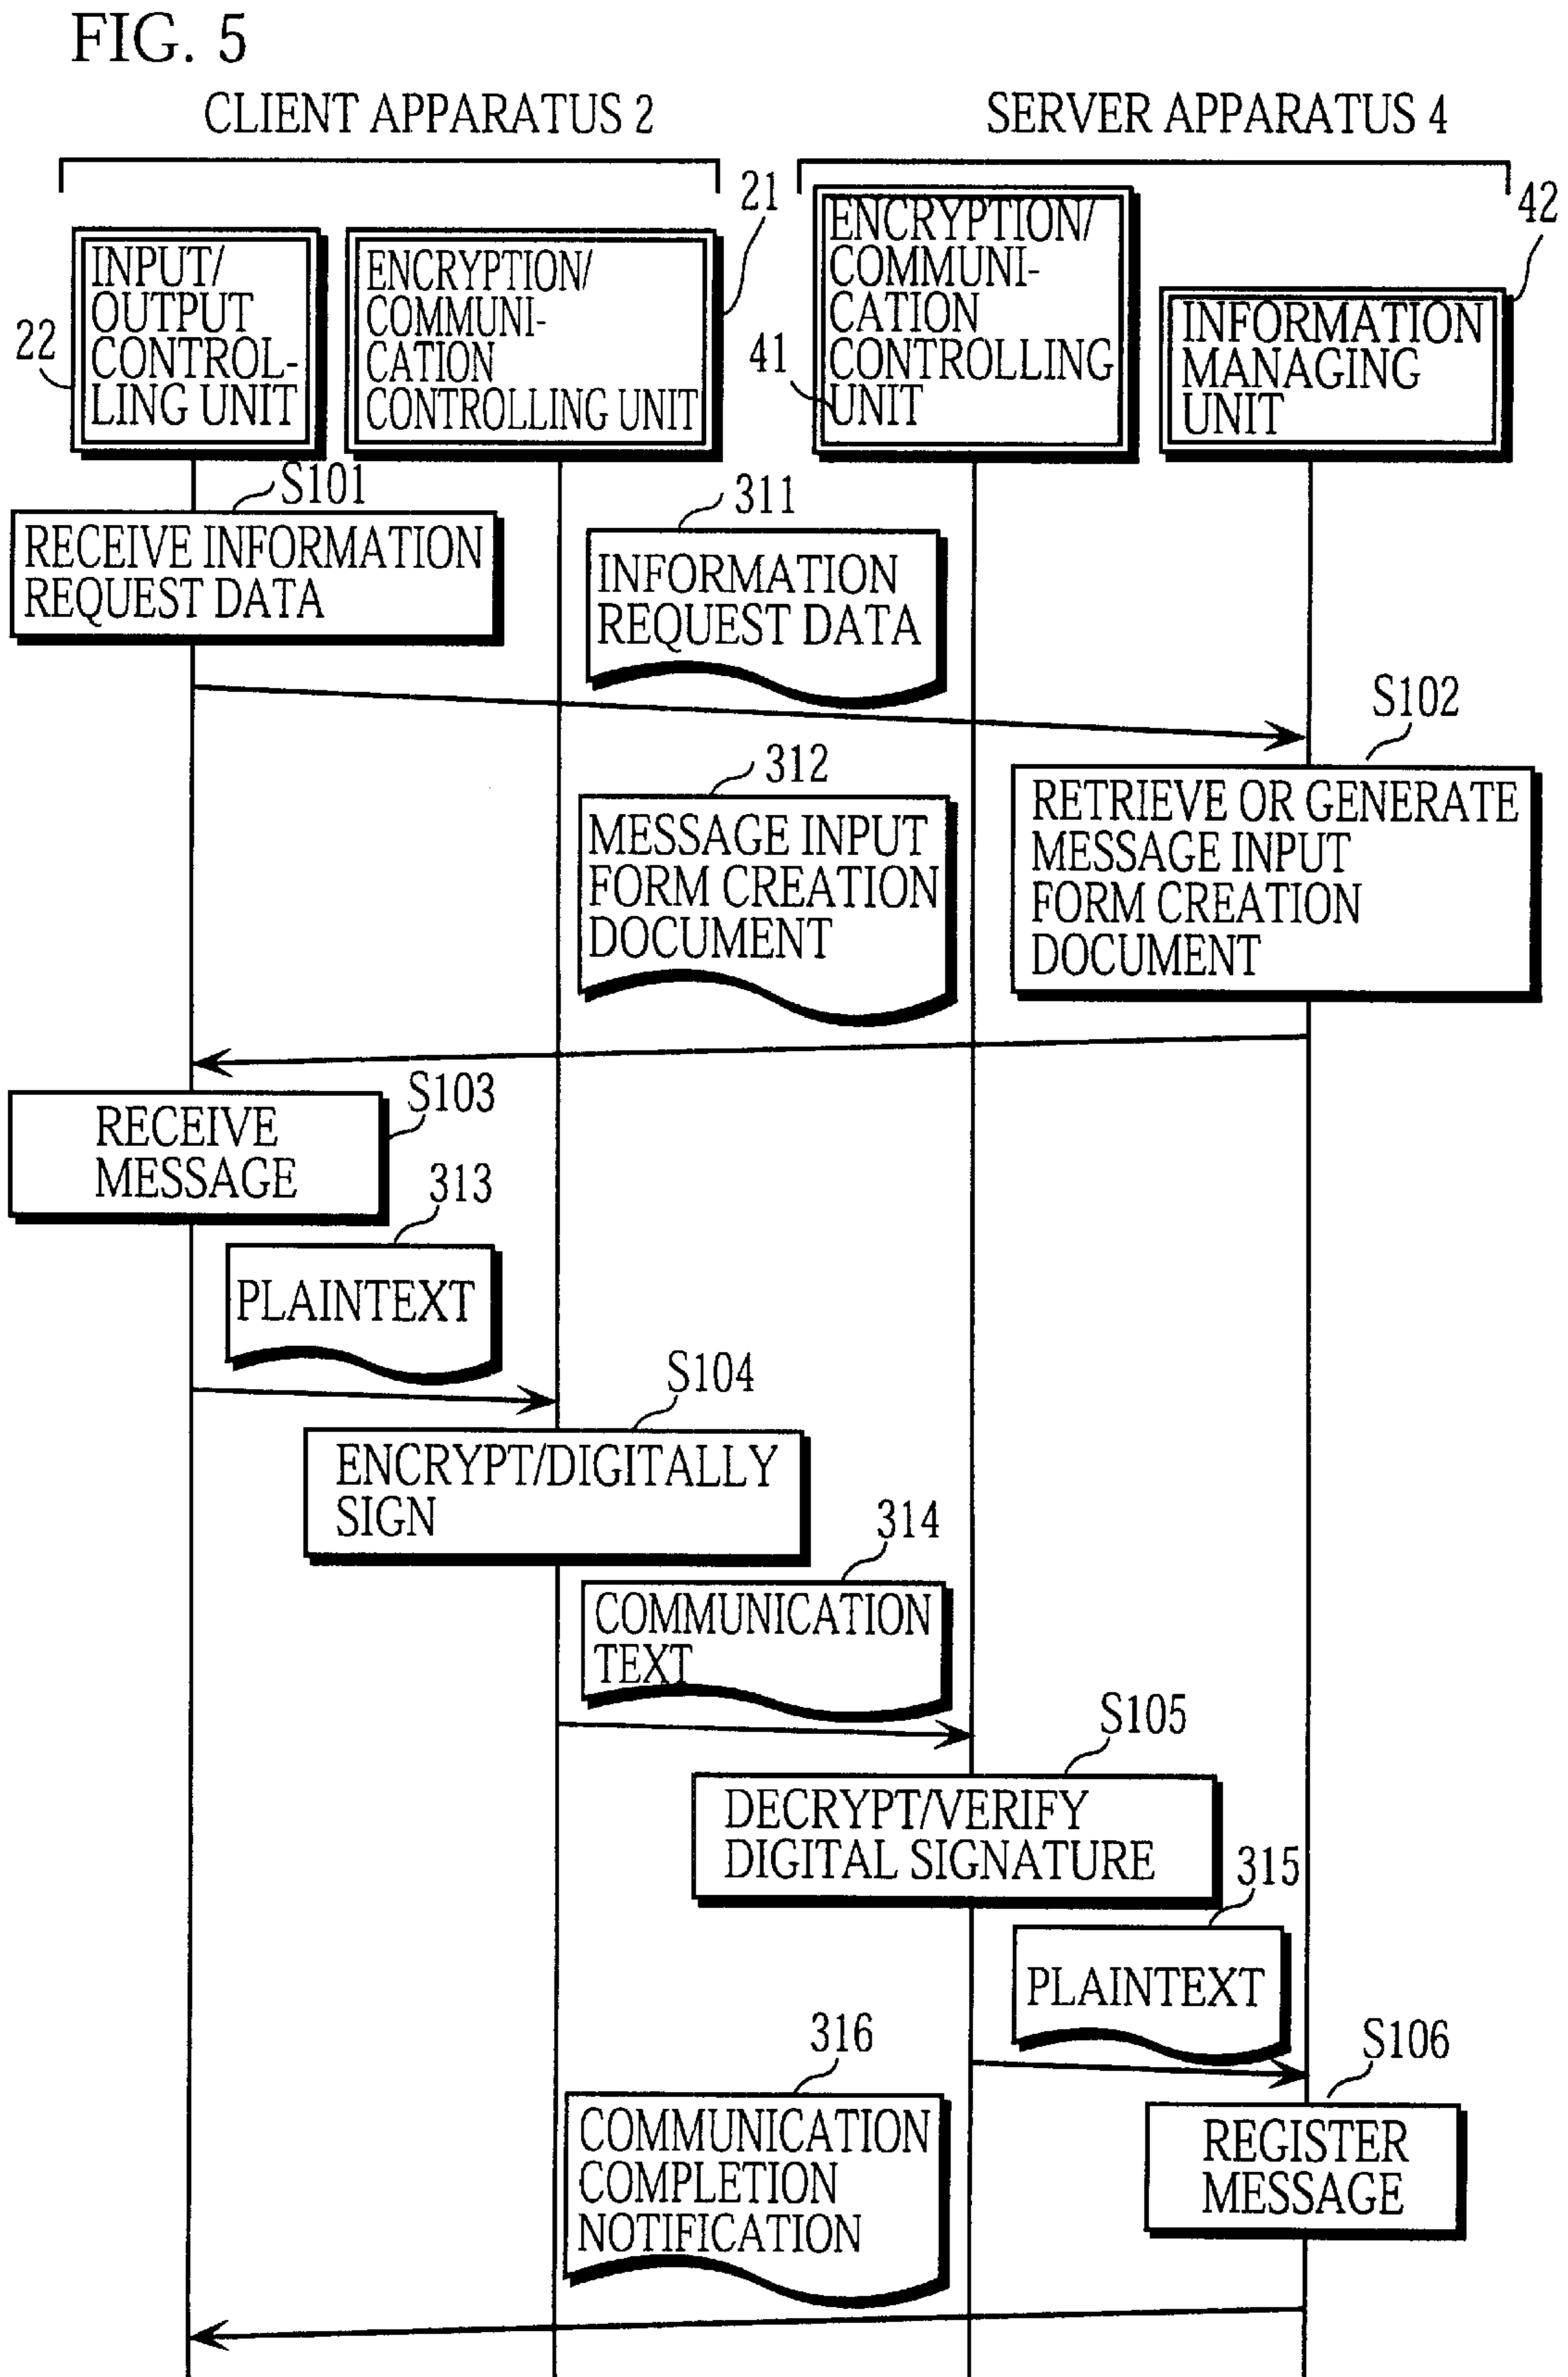 FIG. 5
CLIENT APPARATUS 2
SERVER APPARATUS 4
21
42
22
41
INPUT/
OUTPUT
CONTROL-
LING UNIT
ENCRYPTION/
COMMUNI-
CATION
CONTROLLING UNIT
ENCRYPTION/
COMMUNI-
CATION
CONTROLLING
UNIT
INFORMATION
MANAGING
UNIT
S101
RECEIVE INFORMATION
REQUEST DATA
311
INFORMATION
REQUEST DATA
S102
RETRIEVE OR GENERATE
MESSAGE INPUT
FORM CREATION
DOCUMENT
312
MESSAGE INPUT
FORM CREATION
DOCUMENT
S103
RECEIVE
MESSAGE
313
PLAINTEXT
S104
ENCRYPT/DIGITALLY
SIGN
314
COMMUNICATION
TEXT
S105
DECRYPT/VERIFY
DIGITAL SIGNATURE
315
PLAINTEXT
S106
REGISTER
MESSAGE
316
COMMUNICATION
COMPLETION
NOTIFICATION